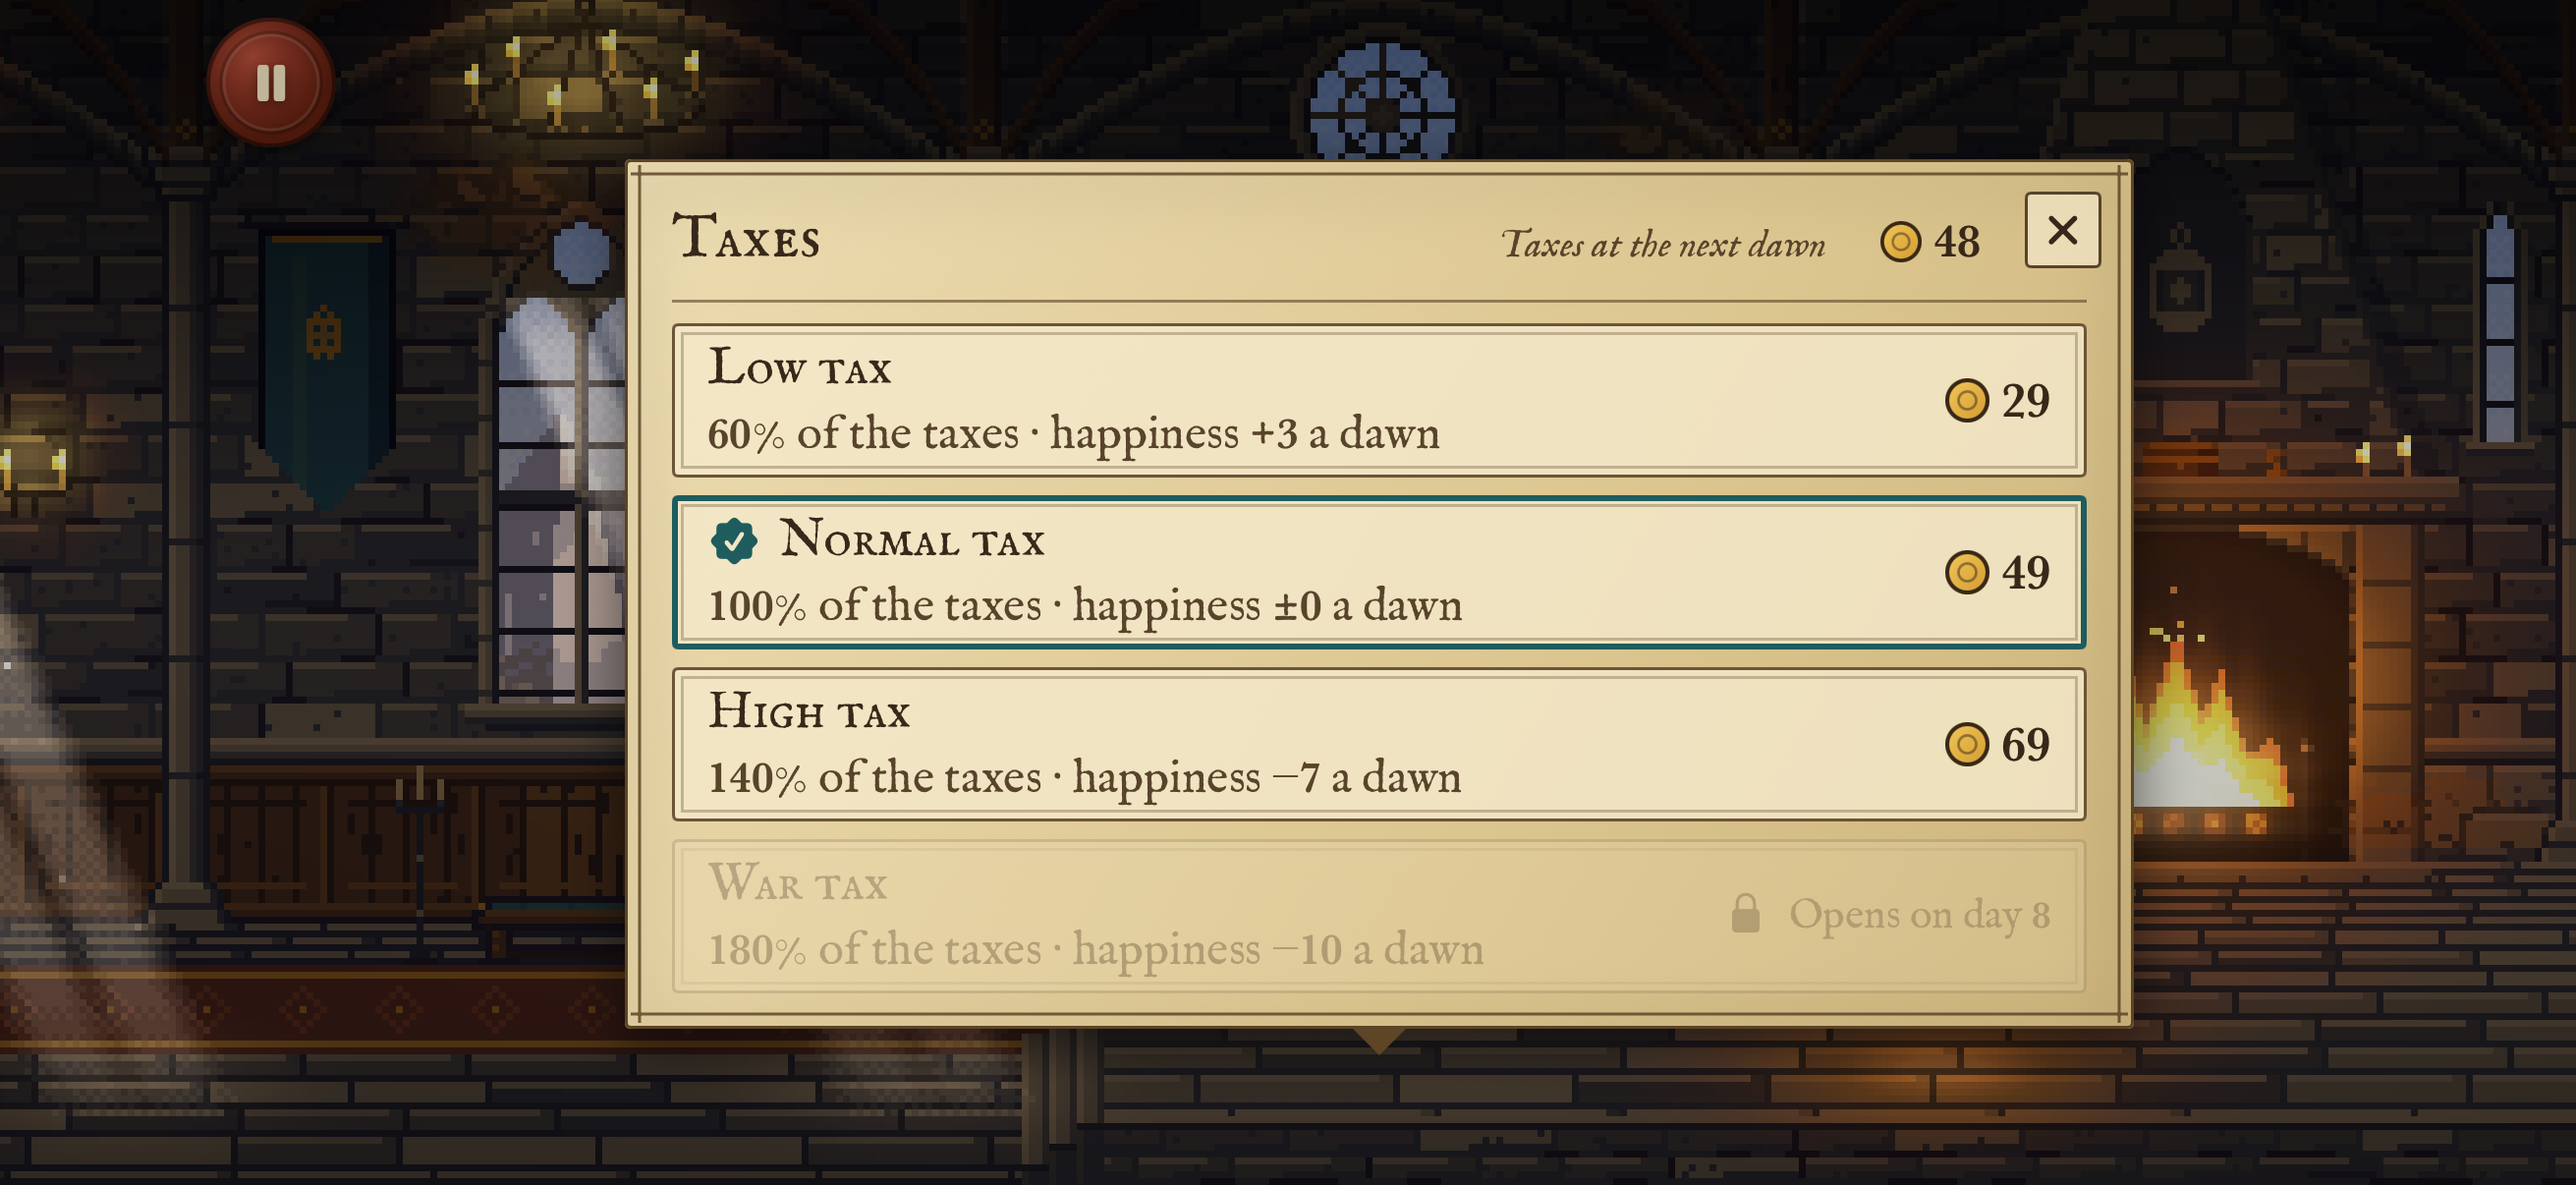 Taxes
Taxes at the next dawn 48
Low tax
60% of the taxes · happiness +3 a dawn
29
Normal tax
100% of the taxes · happiness ±0 a dawn
49
High tax
140% of the taxes · happiness −7 a dawn
69
War tax
180% of the taxes · happiness −10 a dawn
Opens on day 8